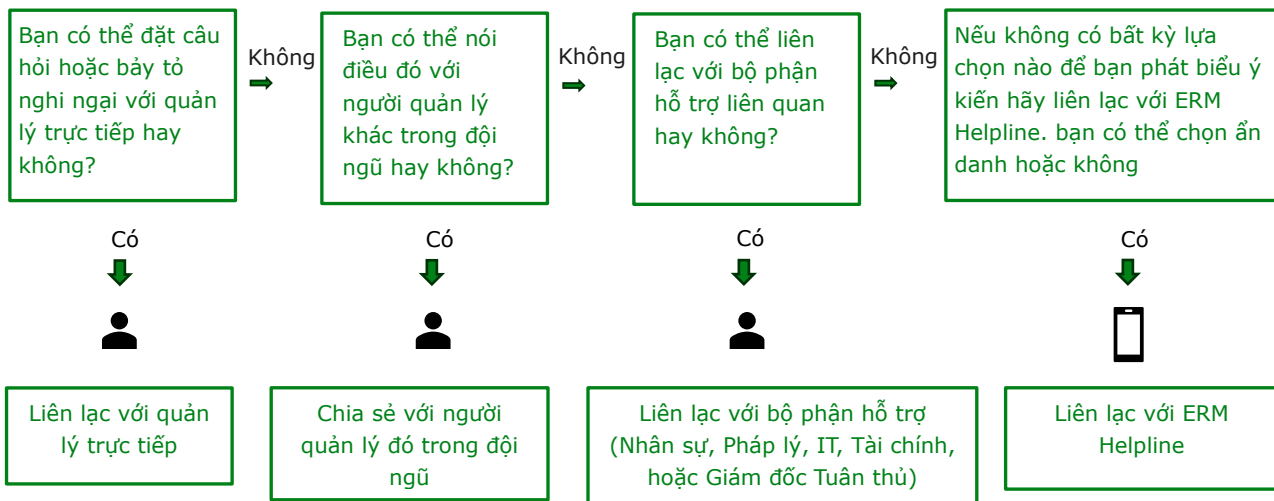 Bạn có thể đặt câu
hỏi hoặc bảy tỏ
nghi ngại với quản
lý trực tiếp hay
không?
Không
Bạn có thể nói
điều đó với
người quản lý
khác trong đội
ngũ hay không?
Không
Bạn có thể liên
lạc với bộ phận
hỗ trợ liên quan
hay không?
Không
Nếu không có bất kỳ lựa
chọn nào để bạn phát biểu ý
kiến hãy liên lạc với ERM
Helpline. bạn có thể chọn ẩn
danh hoặc không
Có
Có
Có
Có
Liên lạc với quản
lý trực tiếp
Chia sẻ với người
quản lý đó trong đội
ngũ
Liên lạc với bộ phận hỗ trợ
(Nhân sự, Pháp lý, IT, Tài chính,
hoặc Giám đốc Tuân thủ)
Liên lạc với ERM
Helpline